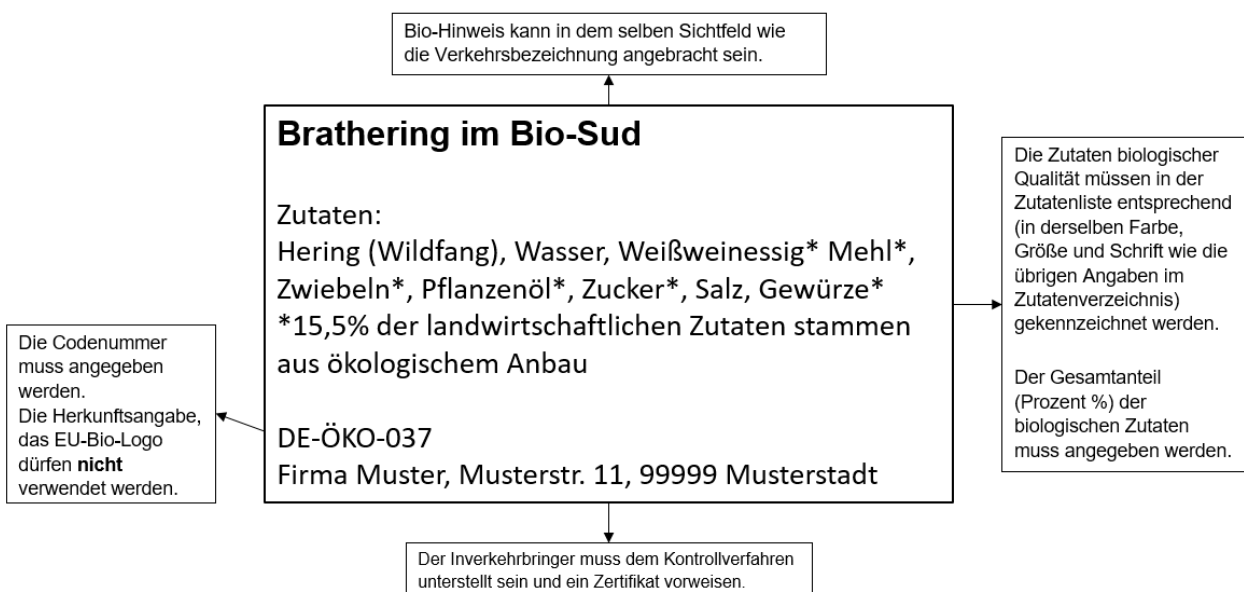 Bio-Hinweis kann in dem selben Sichtfeld wie
die Verkehrsbezeichnung angebracht sein.
Brathering im Bio-Sud
Zutaten:
Hering (Wildfang), Wasser, Weißweinessig* Mehl*,
Zwiebeln*, Pflanzenöl*, Zucker*, Salz, Gewürze*
*15,5% der landwirtschaftlichen Zutaten stammen
aus ökologischem Anbau
DE-ÖKO-037
Firma Muster, Musterstr. 11, 99999 Musterstadt
Die Zutaten biologischer
Qualität müssen in der
Zutatenliste entsprechend
(in derselben Farbe,
Größe und Schrift wie die
übrigen Angaben im
Zutatenverzeichnis)
gekennzeichnet werden.
Der Gesamtanteil
(Prozent %) der
biologischen Zutaten
muss angegeben werden.
Die Codenummer
muss angegeben
werden.
Die Herkunftsangabe,
das EU-Bio-Logo
dürfen nicht
verwendet werden.
Der Inverkehrbringer muss dem Kontrollverfahren
unterstellt sein und ein Zertifikat vorweisen.